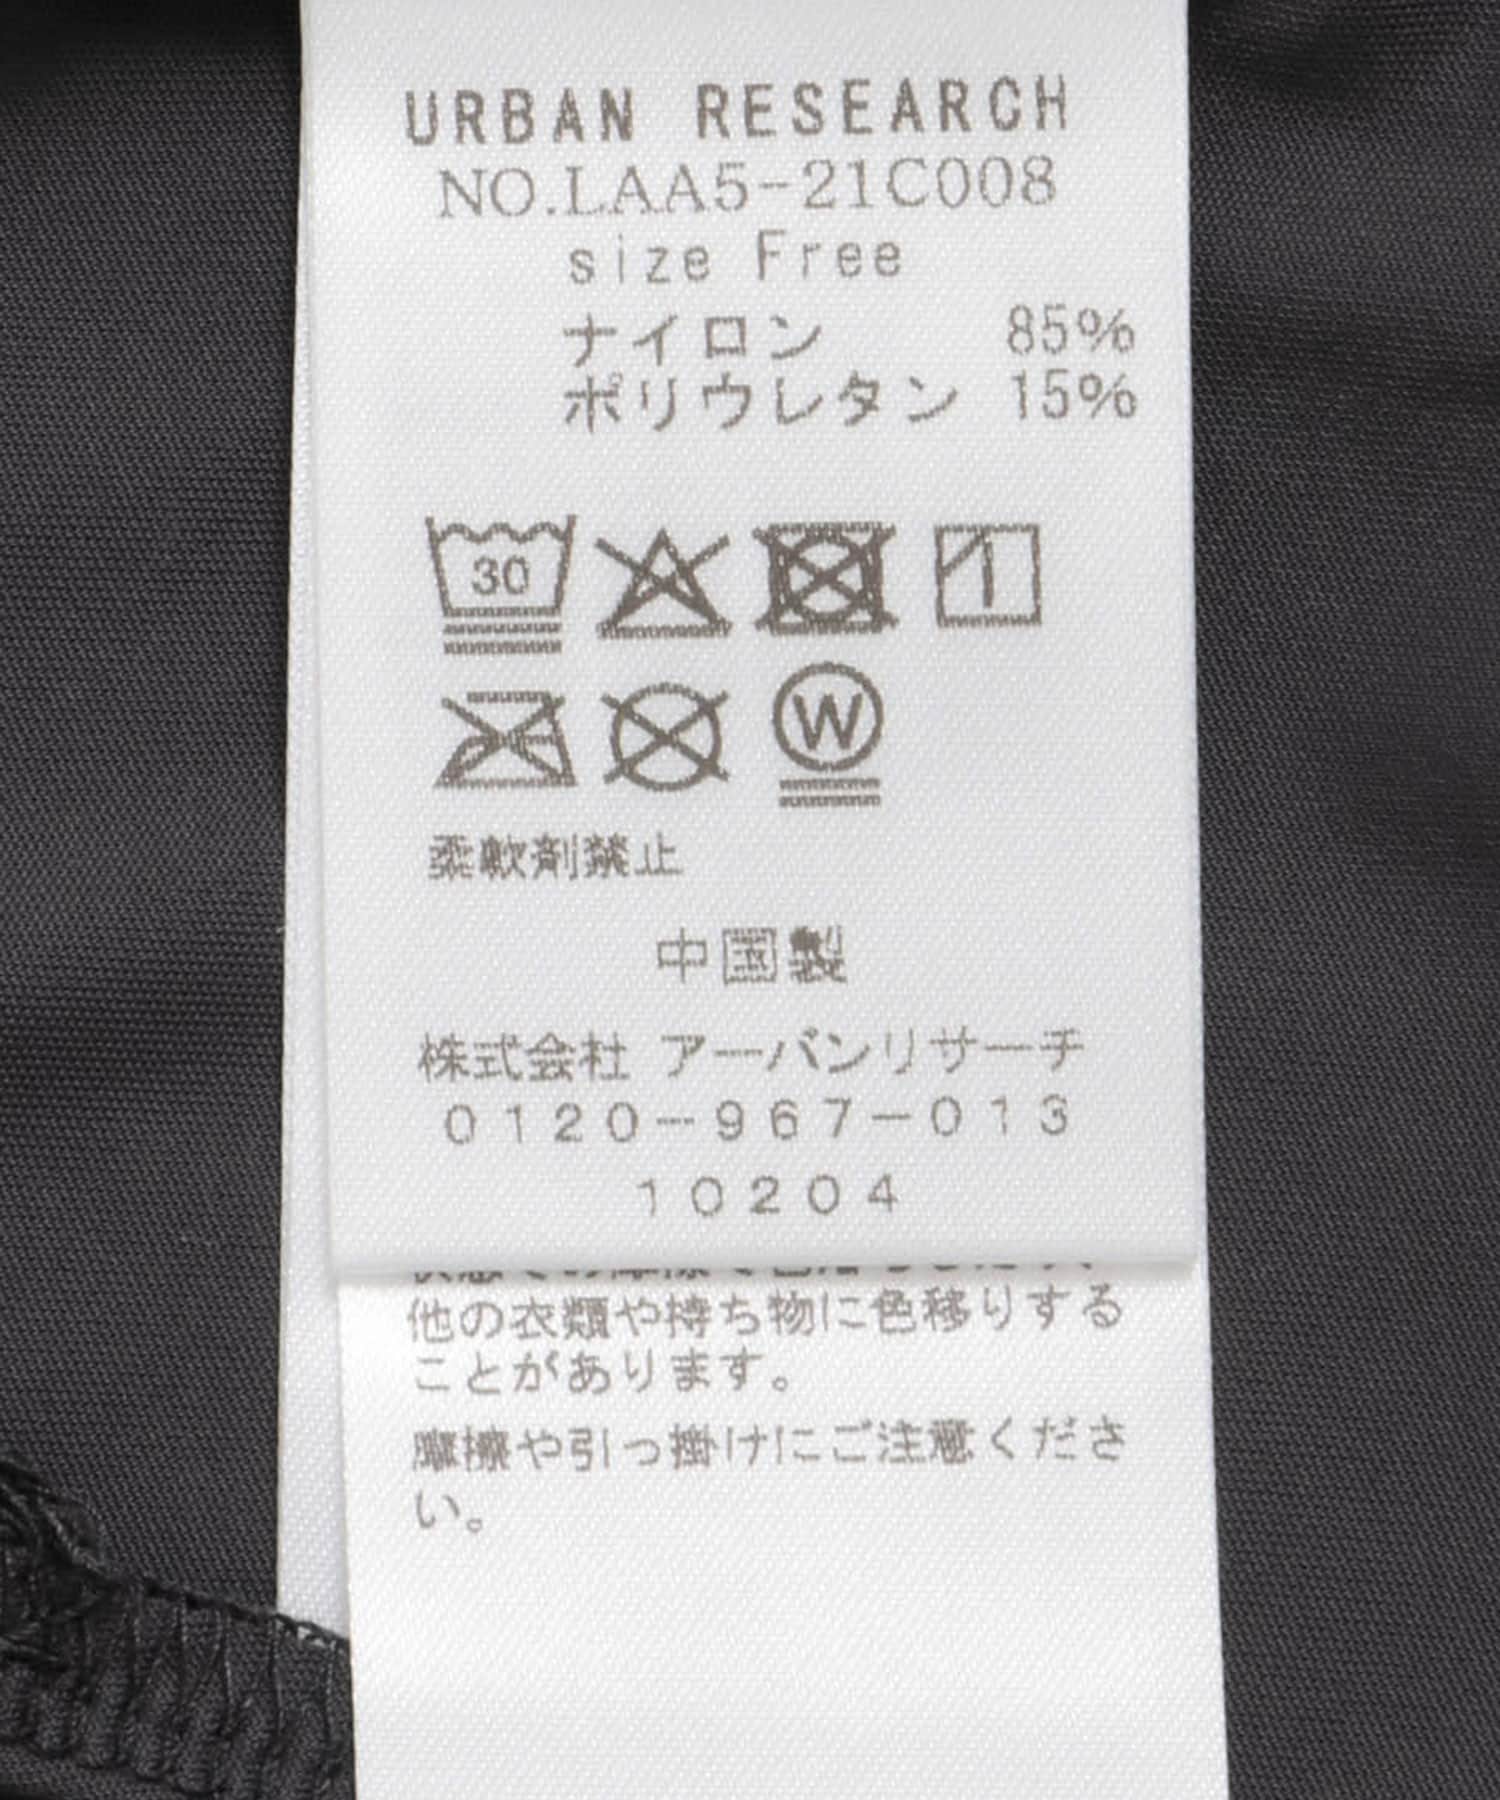 URBAN RESEARCH
NO.LAA5-21C008
size Free
ナイロン 85%
ポリウレタン 15%
30
W
柔軟剤禁止
中国製
株式会社 アーバンリサーチ
0120-967-013
10204
他の衣類や持ち物に色移りする
ことがあります。
摩擦や引っ掛けにご注意くださ
い。